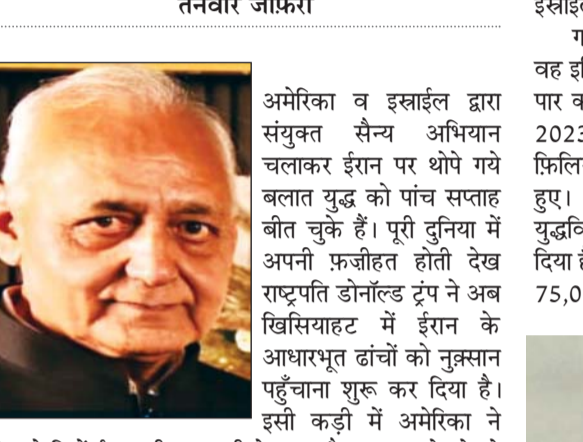 तनवीर जाफ़री
अमेरिका व इस्राईल द्वारा
संयुक्त सैन्य अभियान
चलाकर ईरान पर थोपे गये
बलात युद्ध को पांच सप्ताह
बीत चुके हैं। पूरी दुनिया में
अपनी फ़ज़ीहत होती देख
राष्ट्रपति डोनॉल्ड ट्रंप ने अब
खिसियाहट में ईरान के
आधारभूत ढांचों को नुक़्सान
पहुँचाना शुरू कर दिया है।
इसी कड़ी में अमेरिका ने
वह
पार
2023
हुए।
दिया
75,0